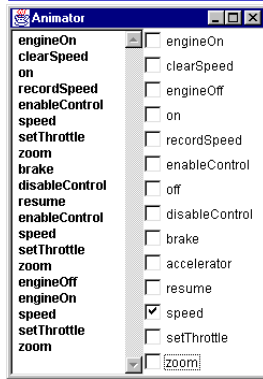 Animator
engineOn
clearSpeed
on
recordSpeed
enableControl
speed
setThrottle
zoom
brake
disableControl
resume
enableControl
speed
setThrottle
zoom
engineOff
engineOn
speed
setThrottle
zoom
engineOn
clearSpeed
engineOff
on
recordSpeed
enableControl
off
disableControl
brake
accelerator
resume
speed
setThrottle
zoom